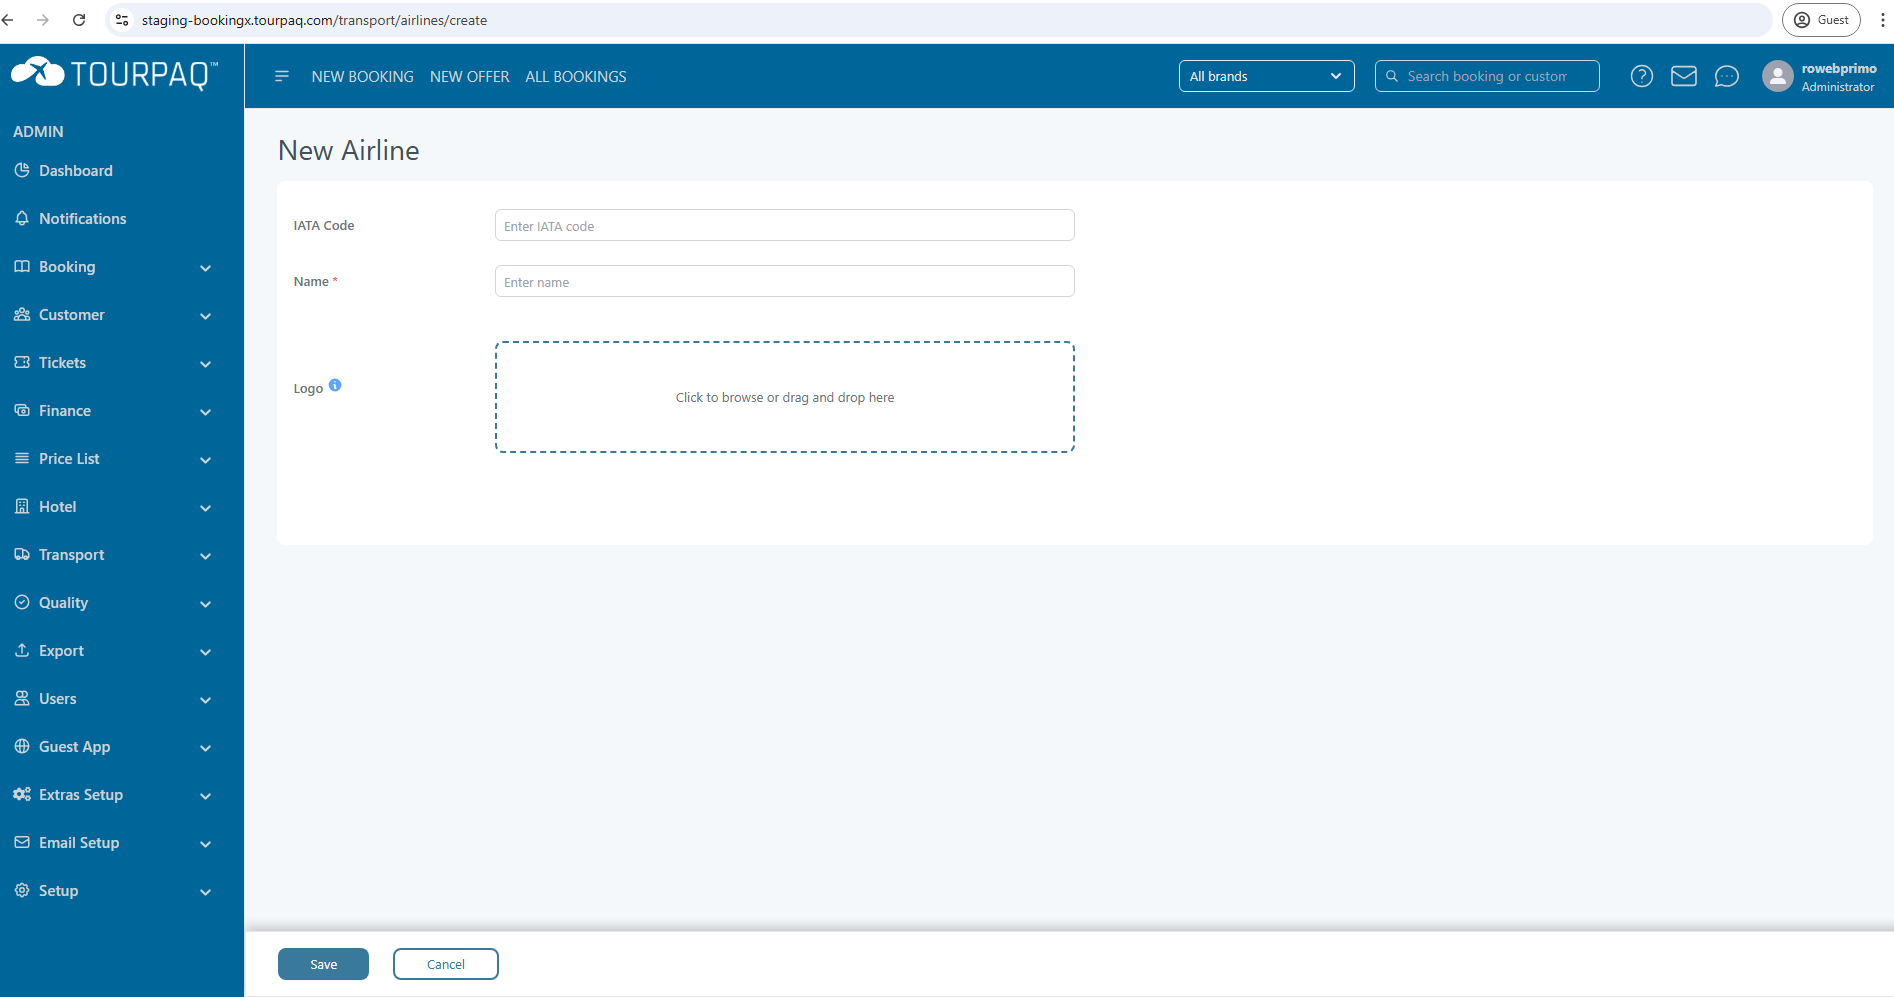 staging-bookingx.tourpaq.com/transport/airlines/create
Guest
TOURPAQ™
NEW BOOKING
NEW OFFER
ALL BOOKINGS
All brands
Search booking or custom
rowebprimo
Administrator
ADMIN
Dashboard
Notifications
Booking
Customer
Tickets
Finance
Price List
Hotel
Transport
Quality
Export
Users
Guest App
Extras Setup
Email Setup
Setup
New Airline
IATA Code
Enter IATA code
Name *
Enter name
Logo
Click to browse or drag and drop here
Save
Cancel